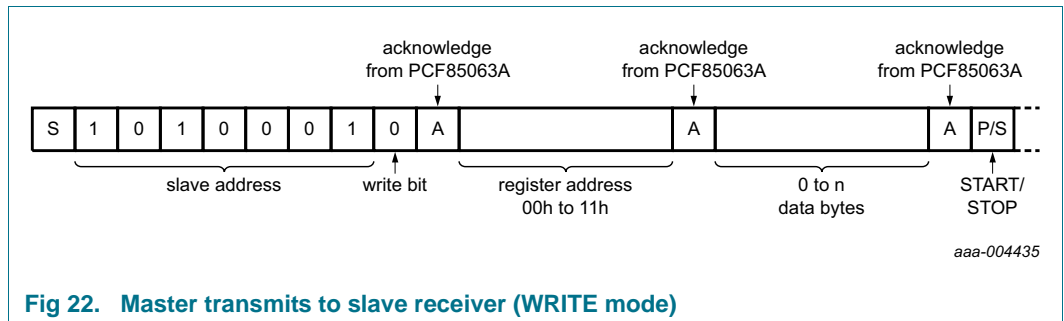 acknowledge
from PCF85063A
acknowledge
from PCF85063A
acknowledge
from PCF85063A
S 1 0 1 0 0 0 1 0 A A A P/S
slave address
write bit
register address
00h to 11h
0 to n
data bytes
START/
STOP
aaa-004435
Fig 22. Master transmits to slave receiver (WRITE mode)